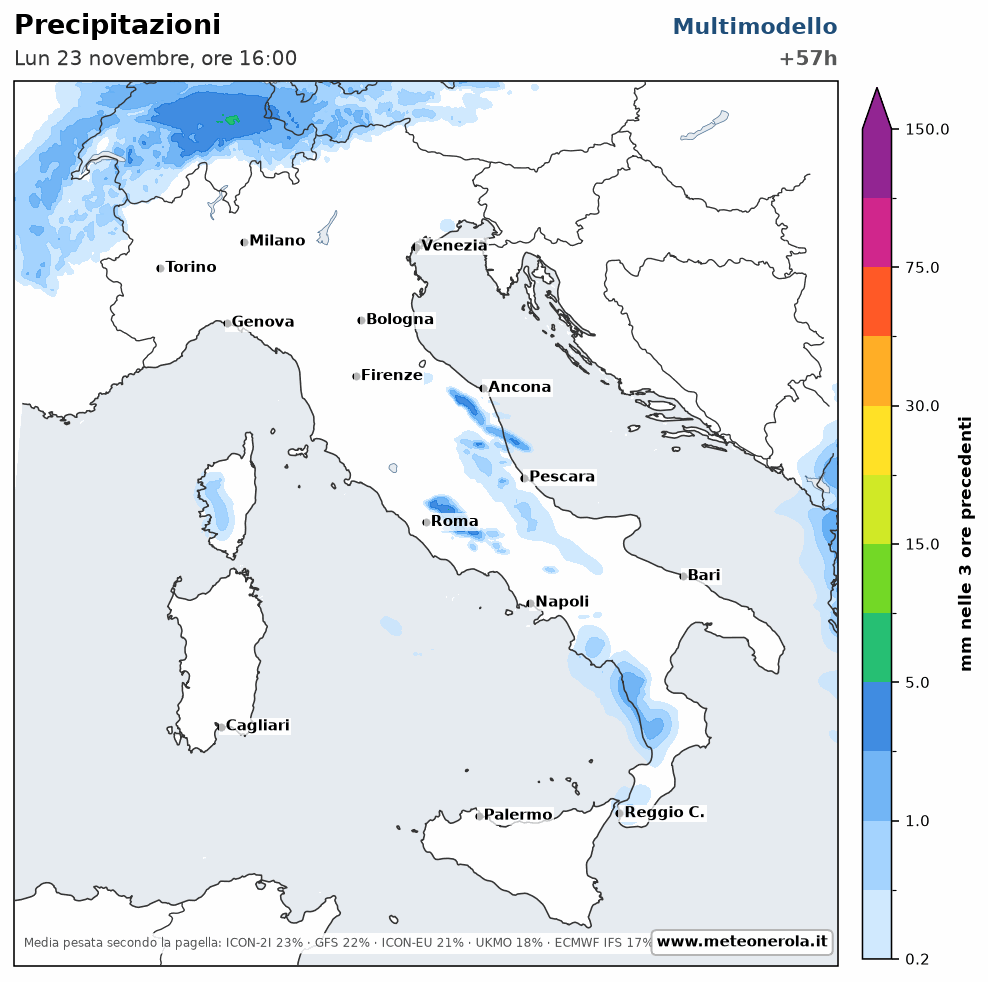 Precipitazioni
Multimodello
Lun 23 novembre, ore 16:00
+57h
150.0
75.0
30.0
15.0
5.0
1.0
0.2
mm nelle 3 ore precedenti
Milano
Venezia
Torino
Genova
Bologna
Firenze
Ancona
Pescara
Roma
Bari
Napoli
Cagliari
Palermo
Reggio C.
Media pesata secondo la pagella: ICON-2I 23% · GFS 22% · ICON-EU 21% · UKMO 18% · ECMWF IFS 17%
www.meteonerola.it